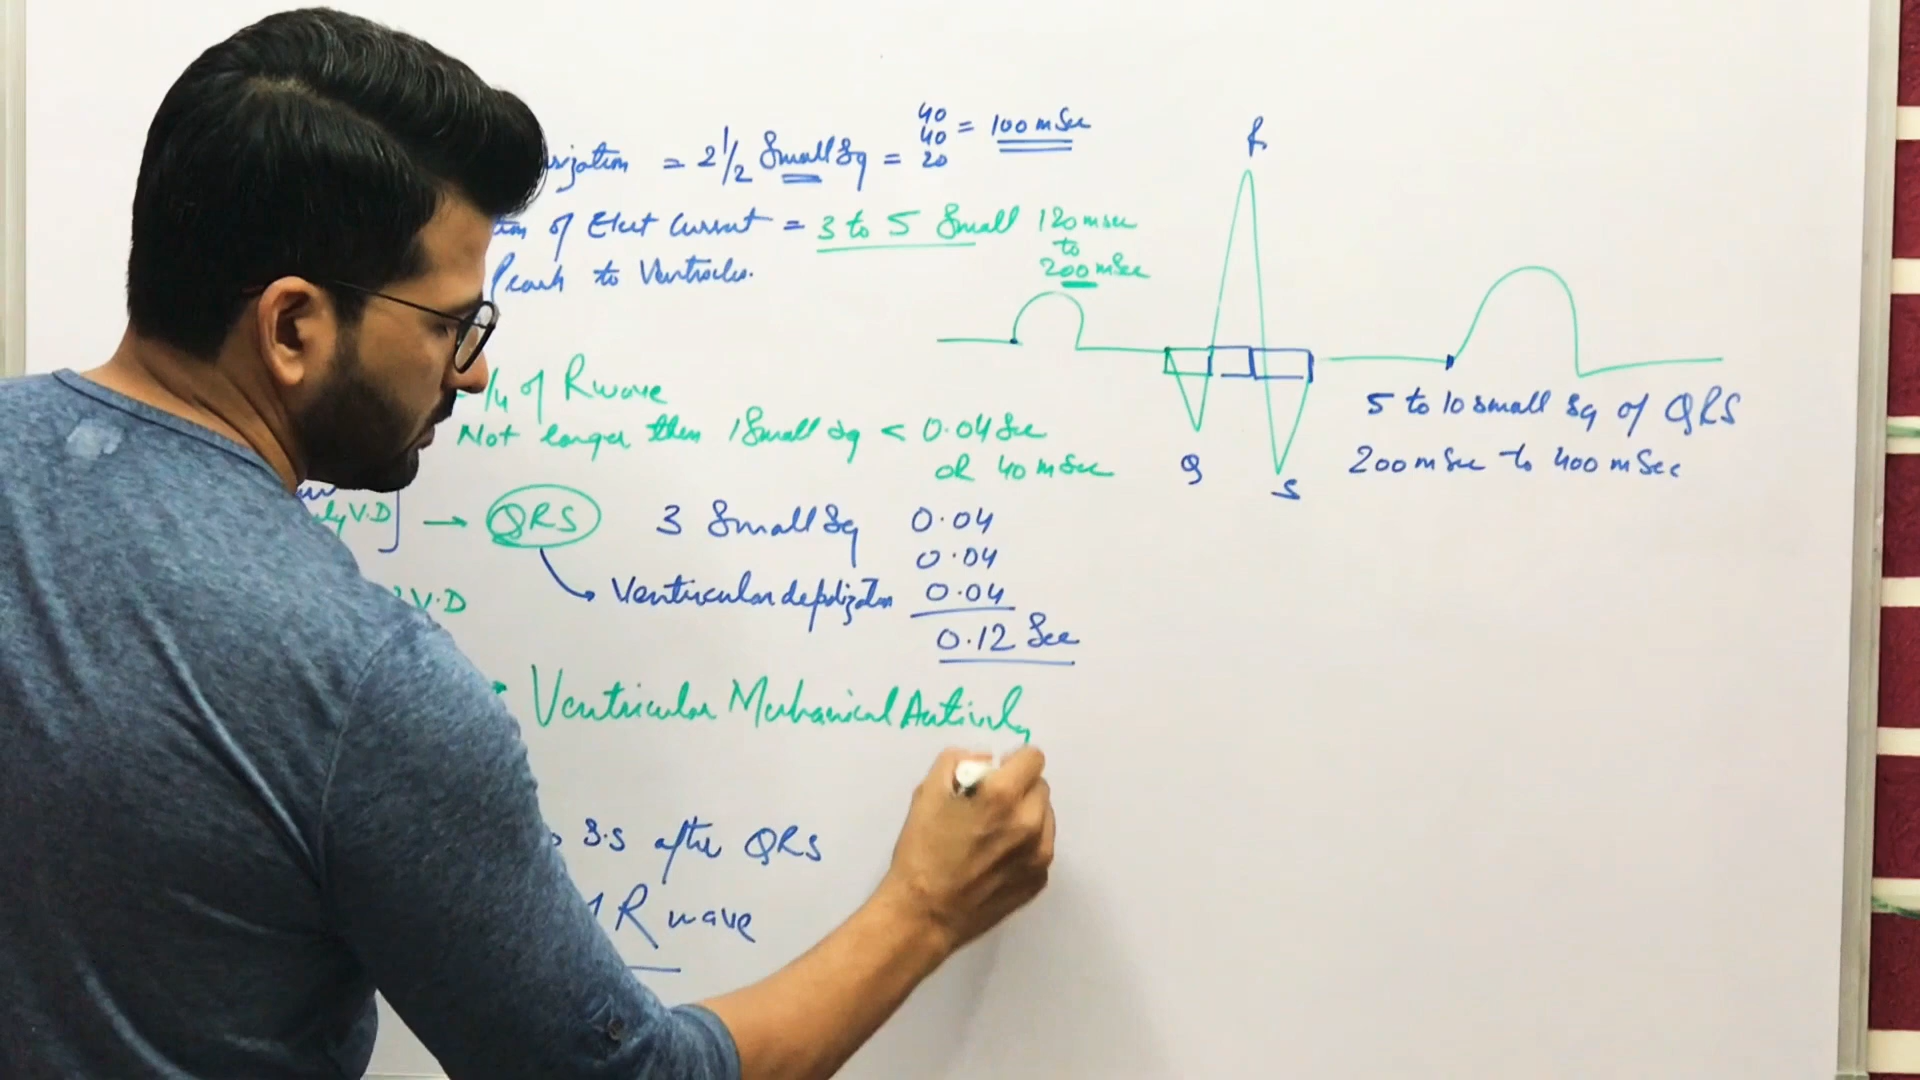 = 2 1/2 Small Sq = 40 40 20 = 100 mSec
of Elect Current = 3 to 5 Small 120 msec
to
200 mSec
to Ventricles.
1/4 of R wave
Not longer then 1 Small Sq < 0.04 Sec
OR 40 mSec
V.D → QRS 3 Small Sq 0.04
0.04
Ventricular 0.04
0.12 Sec
V.D
Ventricular Mechanical Activity
S.S after QRS
R wave
R
Q
S
5 to 10 small sq of QRS
200 mSec to 400 mSec